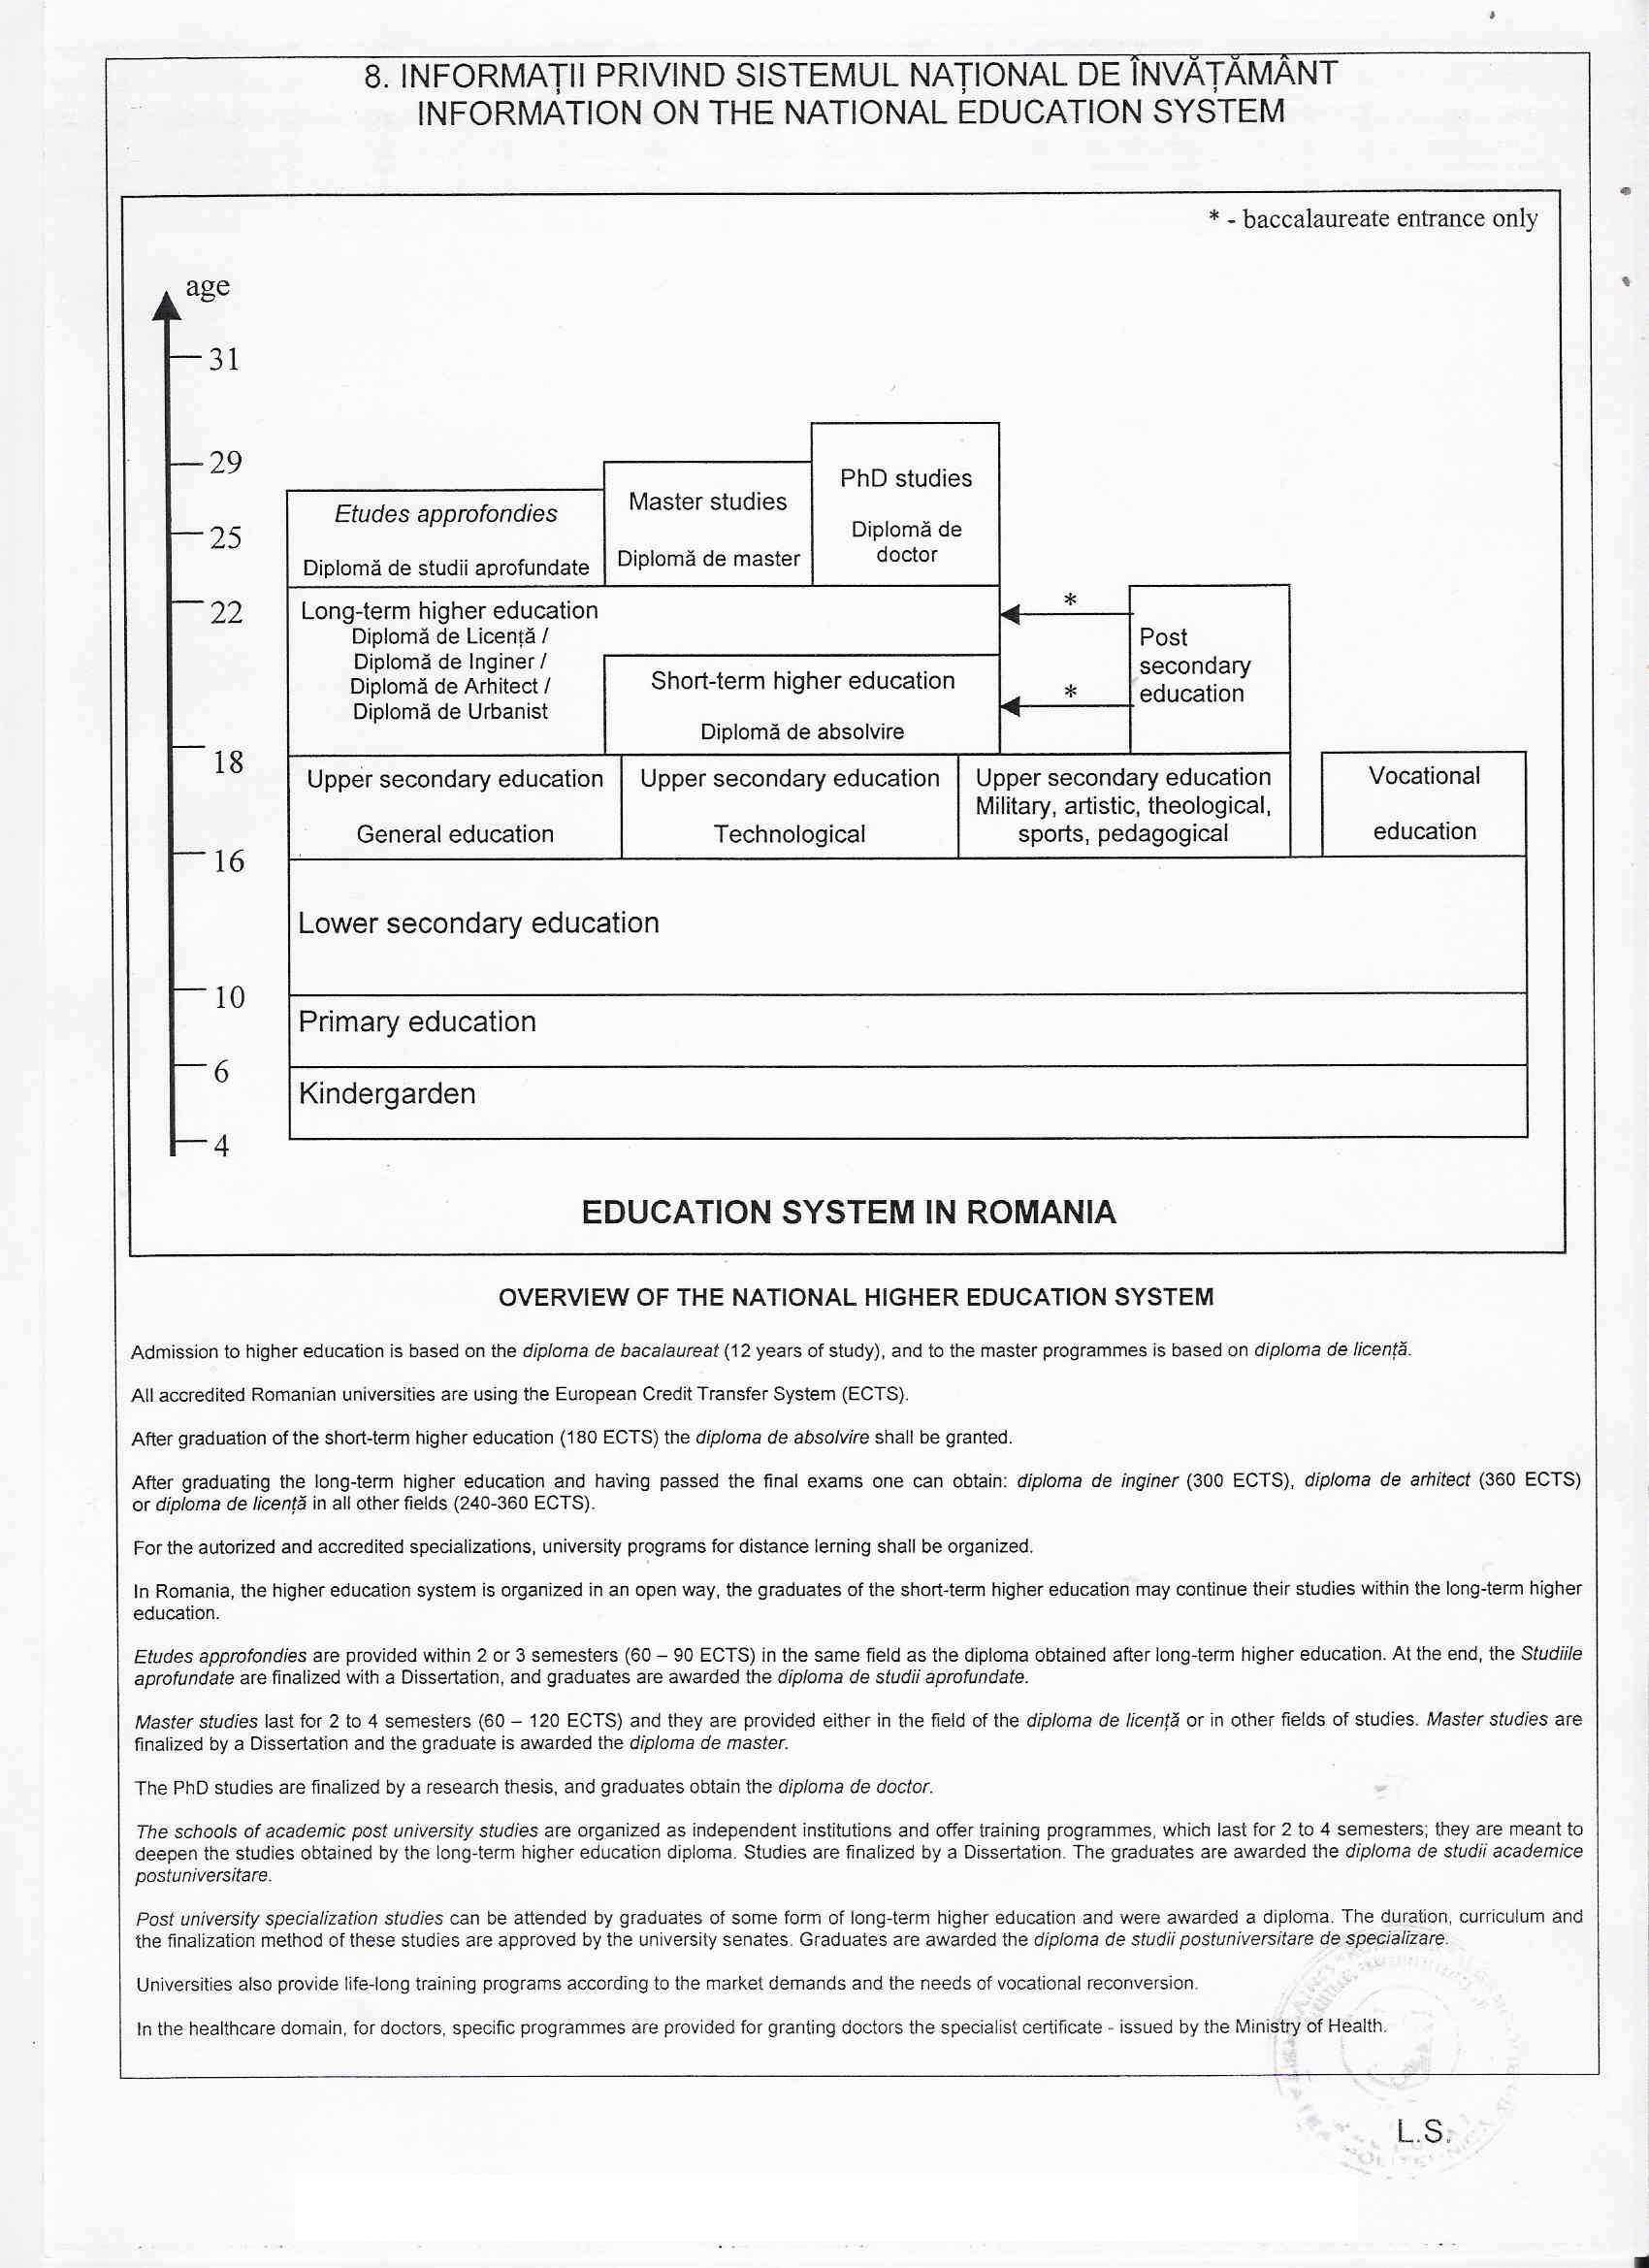 8. INFORMAȚII PRIVIND SISTEMUL NAȚIONAL DE ÎNVĂȚĂMÂNT
INFORMATION ON THE NATIONAL EDUCATION SYSTEM
* - baccalaureate entrance only
age
31
29
25
22
18
16
10
6
4
Etudes approfondies
Diplomă de studii aprofundate
Master studies
Diplomă de master
PhD studies
Diplomă de
doctor
Long-term higher education
Diplomă de Licență /
Diplomă de Inginer /
Diplomă de Arhitect /
Diplomă de Urbanist
Short-term higher education
Diplomă de absolvire
*
*
Post
secondary
education
Upper secondary education
General education
Upper secondary education
Technological
Upper secondary education
Military, artistic, theological,
sports, pedagogical
Vocational
education
Lower secondary education
Primary education
Kindergarden
EDUCATION SYSTEM IN ROMANIA
OVERVIEW OF THE NATIONAL HIGHER EDUCATION SYSTEM
Admission to higher education is based on the diploma de bacalaureat (12 years of study), and to the master programmes is based on diploma de licență.
All accredited Romanian universities are using the European Credit Transfer System (ECTS).
After graduation of the short-term higher education (180 ECTS) the diploma de absolvire shall be granted.
After graduating the long-term higher education and having passed the final exams one can obtain: diploma de inginer (300 ECTS), diploma de arhitect (360 ECTS)
or diploma de licență in all other fields (240-360 ECTS).
For the autorized and accredited specializations, university programs for distance lerning shall be organized.
In Romania, the higher education system is organized in an open way, the graduates of the short-term higher education may continue their studies within the long-term higher
education.
Etudes approfondies are provided within 2 or 3 semesters (60 – 90 ECTS) in the same field as the diploma obtained after long-term higher education. At the end, the Studiile
aprofundate are finalized with a Dissertation, and graduates are awarded the diploma de studii aprofundate.
Master studies last for 2 to 4 semesters (60 – 120 ECTS) and they are provided either in the field of the diploma de licență or in other fields of studies. Master studies are
finalized by a Dissertation and the graduate is awarded the diploma de master.
The PhD studies are finalized by a research thesis, and graduates obtain the diploma de doctor.
The schools of academic post university studies are organized as independent institutions and offer training programmes, which last for 2 to 4 semesters; they are meant to
deepen the studies obtained by the long-term higher education diploma. Studies are finalized by a Dissertation. The graduates are awarded the diploma de studii academice
postuniversitare.
Post university specialization studies can be attended by graduates of some form of long-term higher education and were awarded a diploma. The duration, curriculum and
the finalization method of these studies are approved by the university senates. Graduates are awarded the diploma de studii postuniversitare de specializare.
Universities also provide life-long training programs according to the market demands and the needs of vocational reconversion.
In the healthcare domain, for doctors, specific programmes are provided for granting doctors the specialist certificate - issued by the Ministry of Health.
L.S.